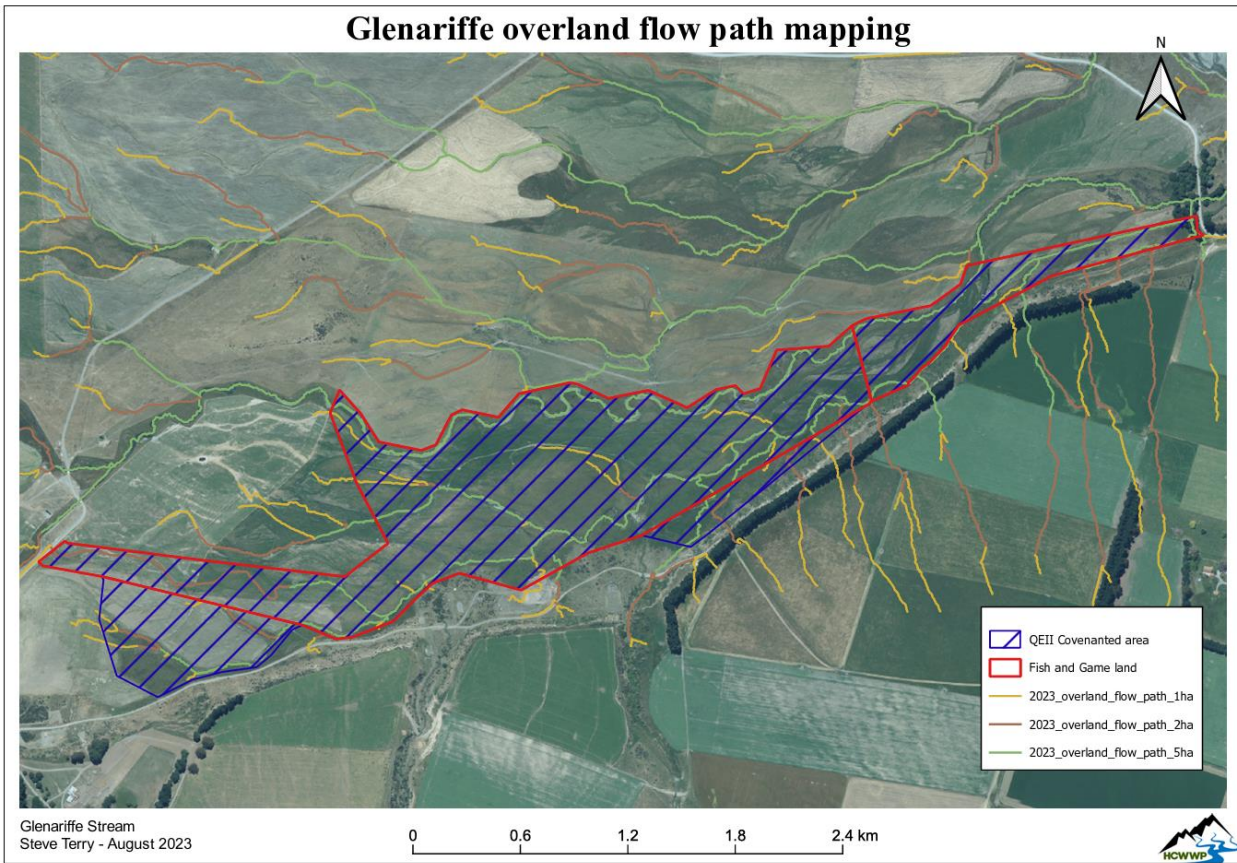 Glenariffe overland flow path mapping
N
QEII Covenanted area
Fish and Game land
2023_overland_flow_path_1ha
2023_overland_flow_path_2ha
2023_overland_flow_path_5ha
Glenariffe Stream
Steve Terry - August 2023
0 0.6 1.2 1.8 2.4 km
HCWWP